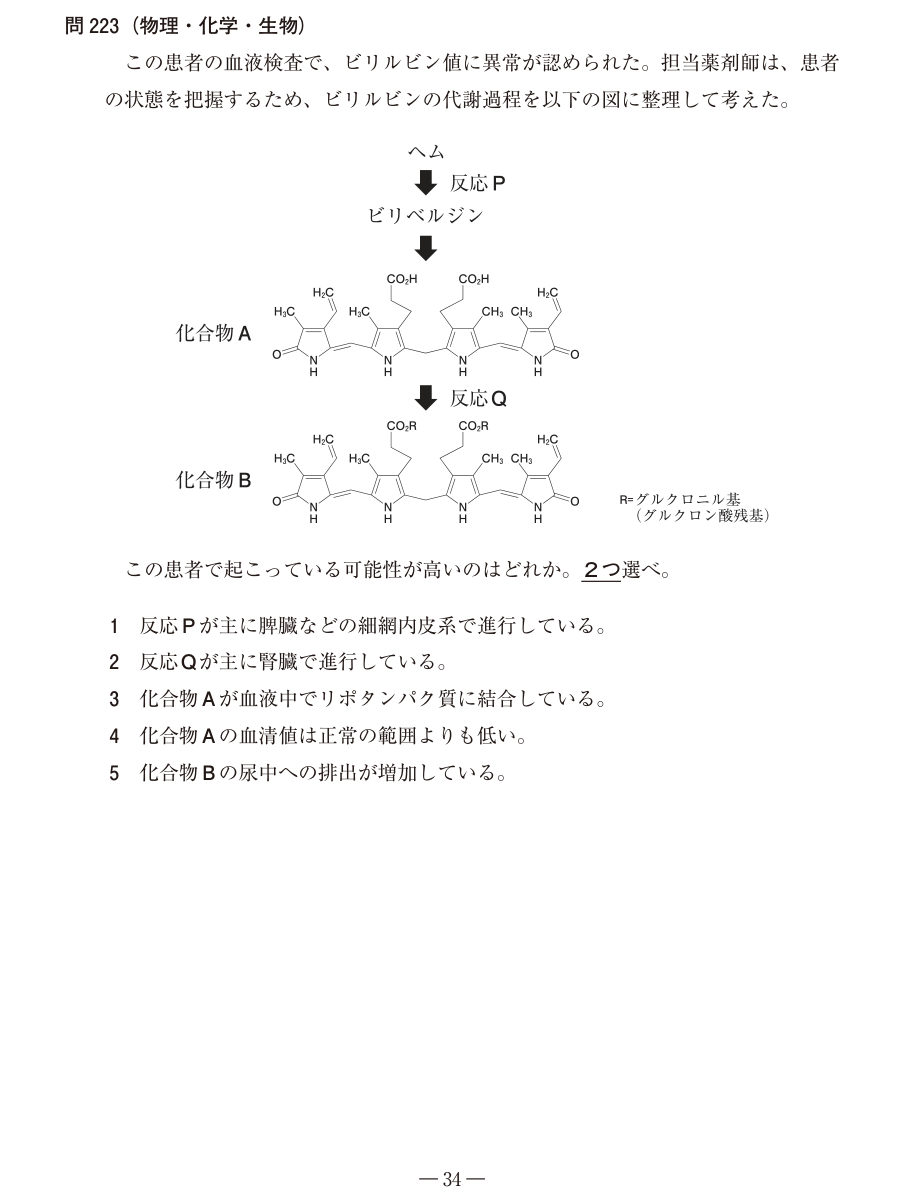 問 223（物理・化学・生物）
この患者の血液検査で、ビリルビン値に異常が認められた。担当薬剤師は、患者
の状態を把握するため、ビリルビンの代謝過程を以下の図に整理して考えた。
ヘム
反応P
ビリベルジン
CO2H CO2H
H2C H2C
H3C H3C CH3 CH3
化合物A
O N N N N O
H H H H
反応Q
CO2R CO2R
H2C H2C
H3C H3C CH3 CH3
化合物B
O N N N N O
H H H H
R=グルクロニル基
（グルクロン酸残基）
この患者で起こっている可能性が高いのはどれか。2つ選べ。
1 反応Pが主に脾臓などの細網内皮系で進行している。
2 反応Qが主に腎臓で進行している。
3 化合物Aが血液中でリポタンパク質に結合している。
4 化合物Aの血清値は正常の範囲よりも低い。
5 化合物Bの尿中への排出が増加している。
— 34 —